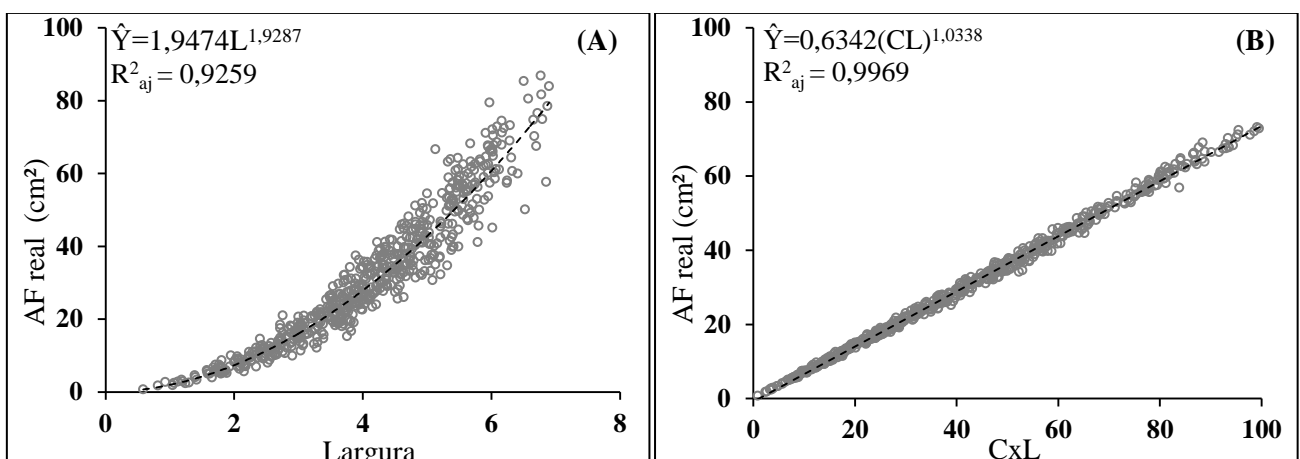 Ŷ=1,9474L^1,9287
(A)
R²aj = 0,9259
AF real (cm²)
100
80
60
40
20
0
0 2 4 6 8
Largura
Ŷ=0,6342(CL)^1,0338
(B)
R²aj = 0,9969
AF real (cm²)
100
80
60
40
20
0
0 20 40 60 80 100
CxL